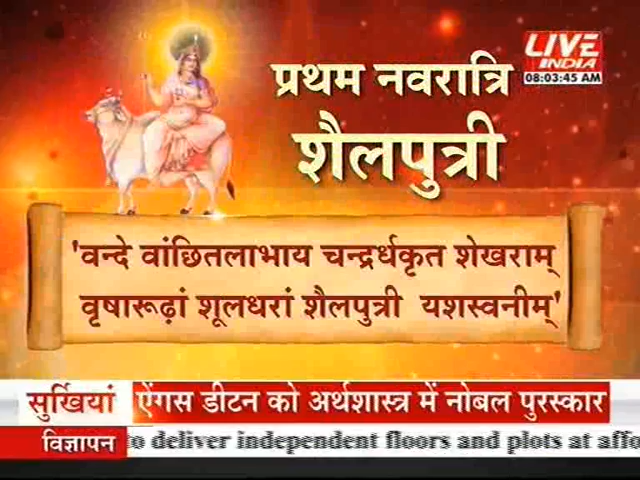 LIVE
INDIA
08:03:45 AM
प्रथम नवरात्रि
शैलपुत्री
'वन्दे वांछितलाभाय चन्द्रर्धकृत शेखराम्
वृषारूढ़ां शूलधरां शैलपुत्री यशस्वनीम्'
सुर्खियां ऐंगस डीटन को अर्थशास्त्र में नोबल पुरस्कार
विज्ञापन to deliver independent floors and plots at affo